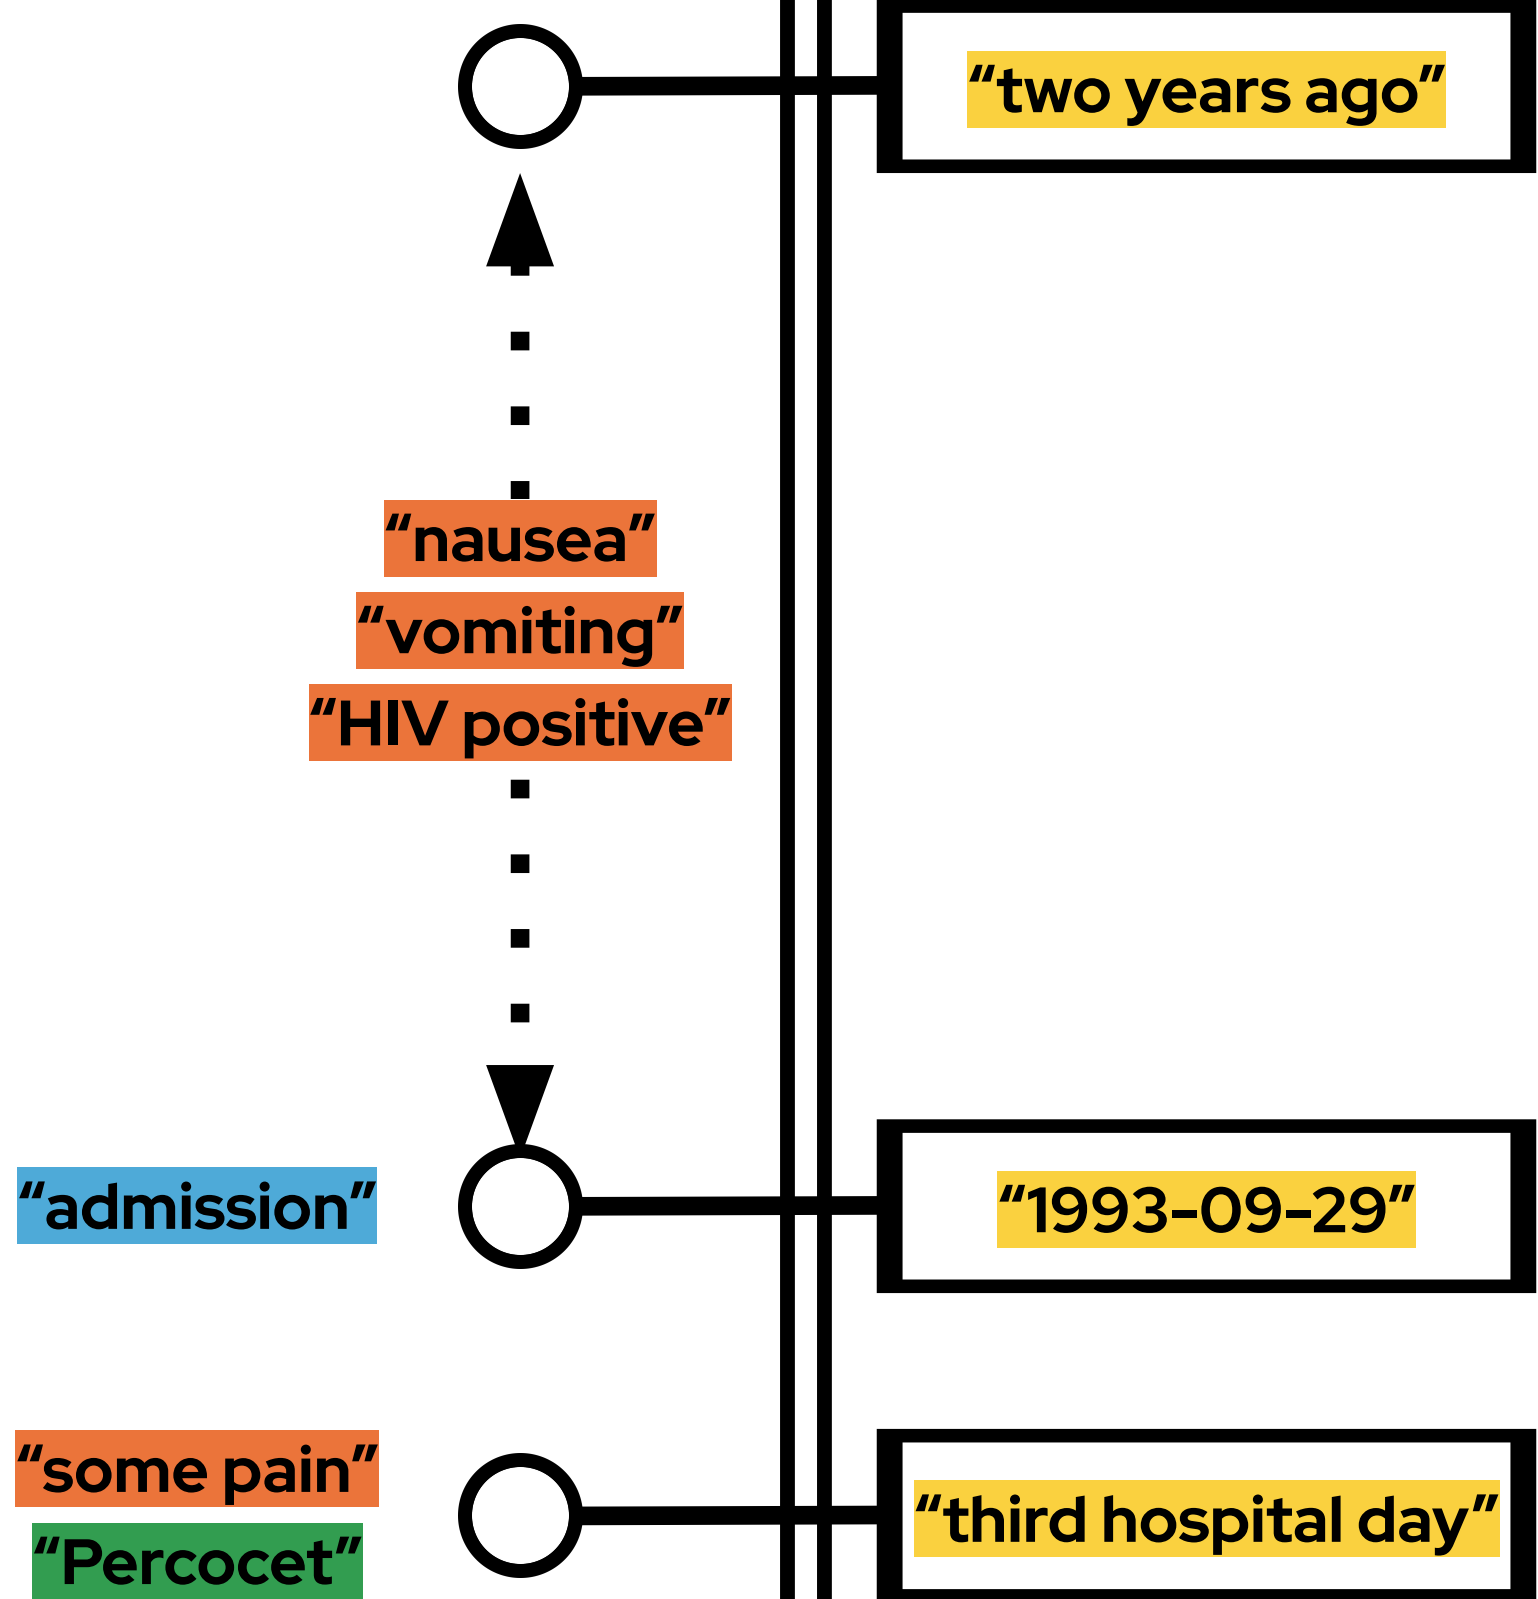 “two years ago”
“nausea”
“vomiting”
“HIV positive”
“admission”
“1993-09-29”
“some pain”
“third hospital day”
“Percocet”